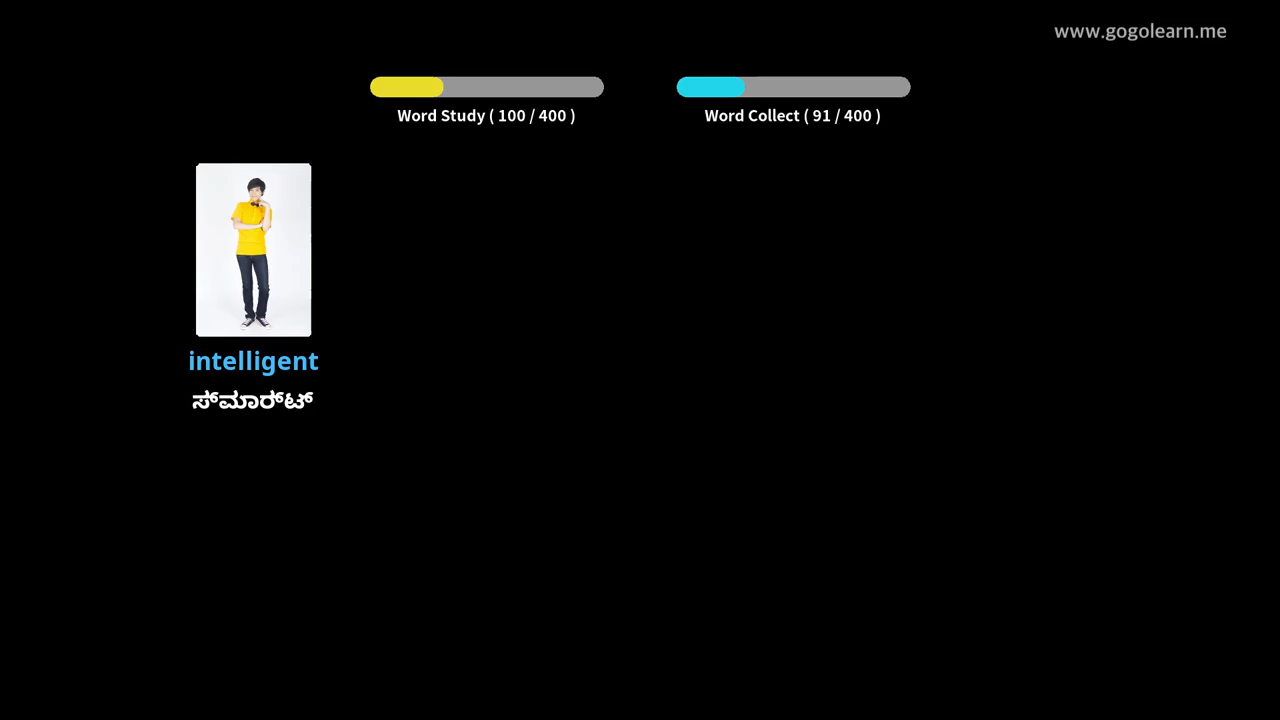 www.gogolearn.me
Word Study ( 100 / 400 )
Word Collect ( 91 / 400 )
intelligent
ಸ್‌ಮಾರ್‌ಟ್